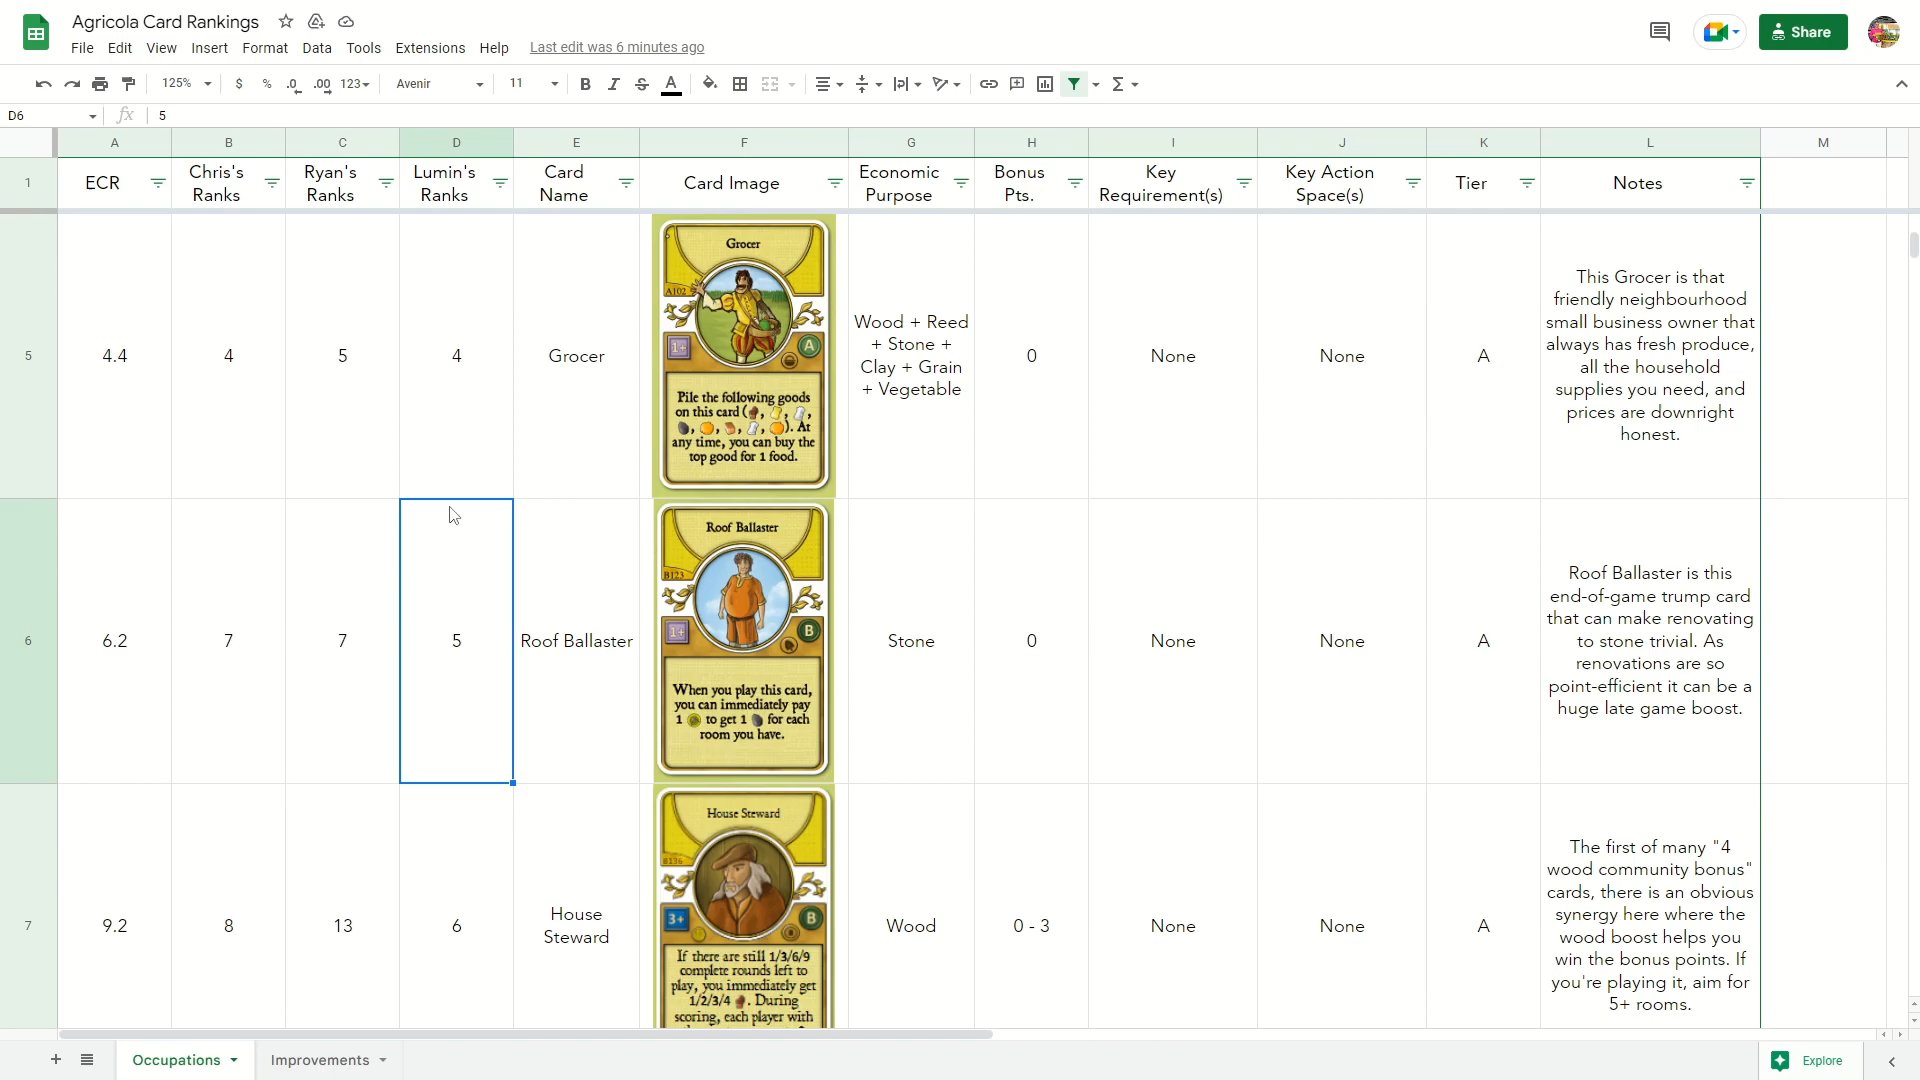 Agricola Card Rankings
File Edit View Insert Format Data Tools Extensions Help Last edit was 6 minutes ago
Share
125% $ % .0 .00 123 Avenir 11 B I S A
D6 fx 5
A B C D E F G H I J K L M
1 ECR Chris's Ranks Ryan's Ranks Lumin's Ranks Card Name Card Image Economic Purpose Bonus Pts. Key Requirement(s) Key Action Space(s) Tier Notes
5 4.4 4 5 4 Grocer
Grocer
A102
1+ A
Pile the following goods
on this card ( , , ,
, , , , ). At
any time, you can buy the
top good for 1 food.
Wood + Reed
+ Stone +
Clay + Grain
+ Vegetable
0 None None A
This Grocer is that
friendly neighbourhood
small business owner that
always has fresh produce,
all the household
supplies you need, and
prices are downright
honest.
6 6.2 7 7 5 Roof Ballaster
Roof Ballaster
B123
1+ B
When you play this card,
you can immediately pay
1 to get 1 for each
room you have.
Stone 0 None None A
Roof Ballaster is this
end-of-game trump card
that can make renovating
to stone trivial. As
renovations are so
point-efficient it can be a
huge late game boost.
7 9.2 8 13 6 House
Steward
House Steward
B136
3+ B
If there are still 1/3/6/9
complete rounds left to
play, you immediately get
1/2/3/4 . During
scoring, each player with
Wood 0 - 3 None None A
The first of many "4
wood community bonus"
cards, there is an obvious
synergy here where the
wood boost helps you
win the bonus points. If
you're playing it, aim for
5+ rooms.
+ Occupations Improvements Explore